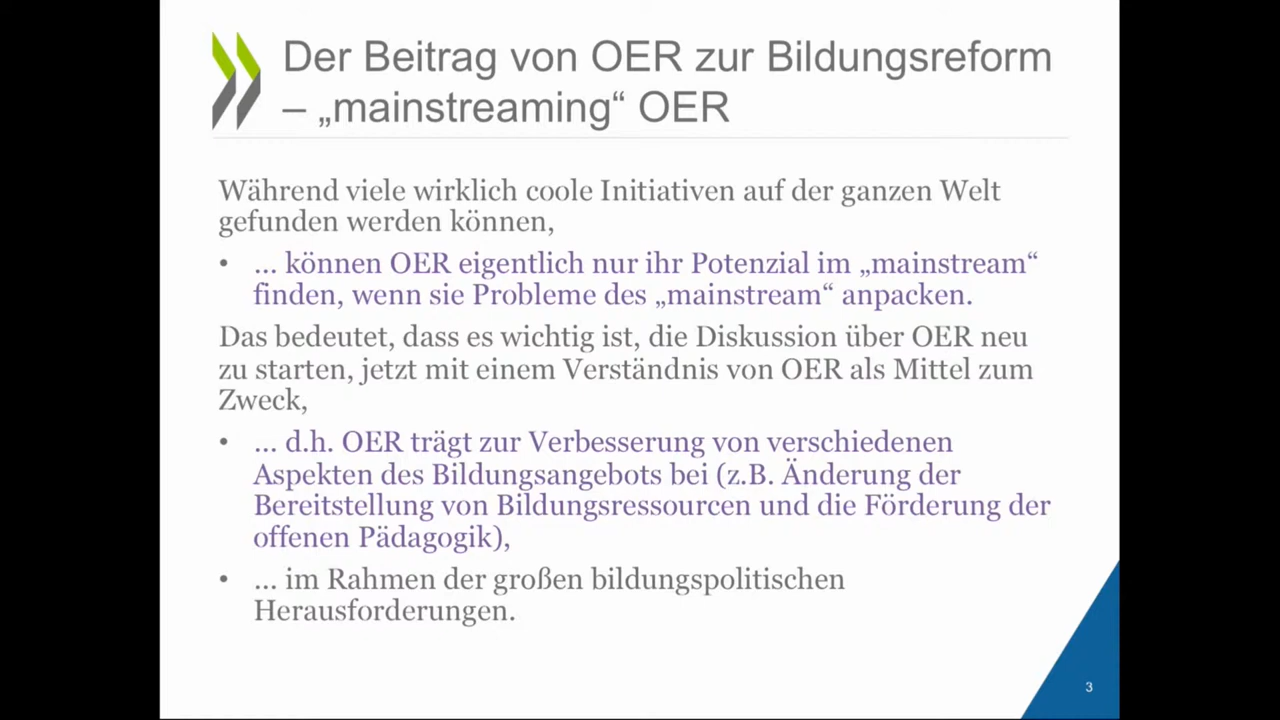 Der Beitrag von OER zur Bildungsreform
– „mainstreaming“ OER
Während viele wirklich coole Initiativen auf der ganzen Welt
gefunden werden können,
• ... können OER eigentlich nur ihr Potenzial im „mainstream“
finden, wenn sie Probleme des „mainstream“ anpacken.
Das bedeutet, dass es wichtig ist, die Diskussion über OER neu
zu starten, jetzt mit einem Verständnis von OER als Mittel zum
Zweck,
• ... d.h. OER trägt zur Verbesserung von verschiedenen
Aspekten des Bildungsangebots bei (z.B. Änderung der
Bereitstellung von Bildungsressourcen und die Förderung der
offenen Pädagogik),
• ... im Rahmen der großen bildungspolitischen
Herausforderungen.
3